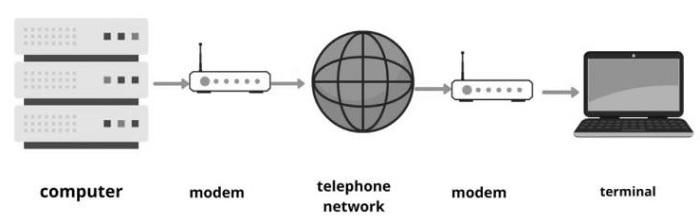 computer
modem
telephone
network
modem
terminal